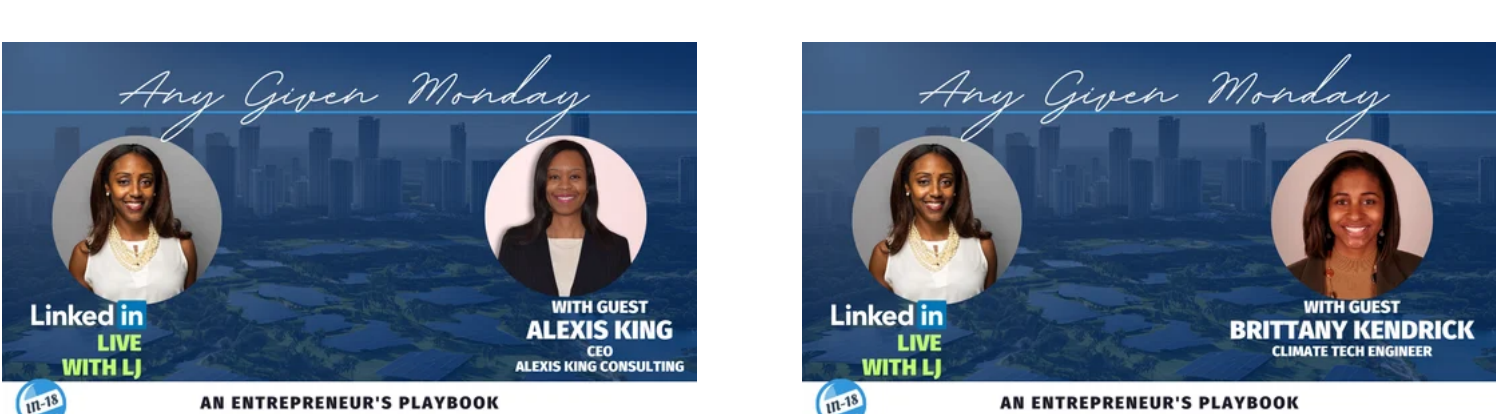 Any Given Monday
Linked in
LIVE
WITH LJ
WITH GUEST
ALEXIS KING
CEO
ALEXIS KING CONSULTING
in-18
AN ENTREPRENEUR'S PLAYBOOK
Any Given Monday
Linked in
LIVE
WITH LJ
WITH GUEST
BRITTANY KENDRICK
CLIMATE TECH ENGINEER
in-18
AN ENTREPRENEUR'S PLAYBOOK